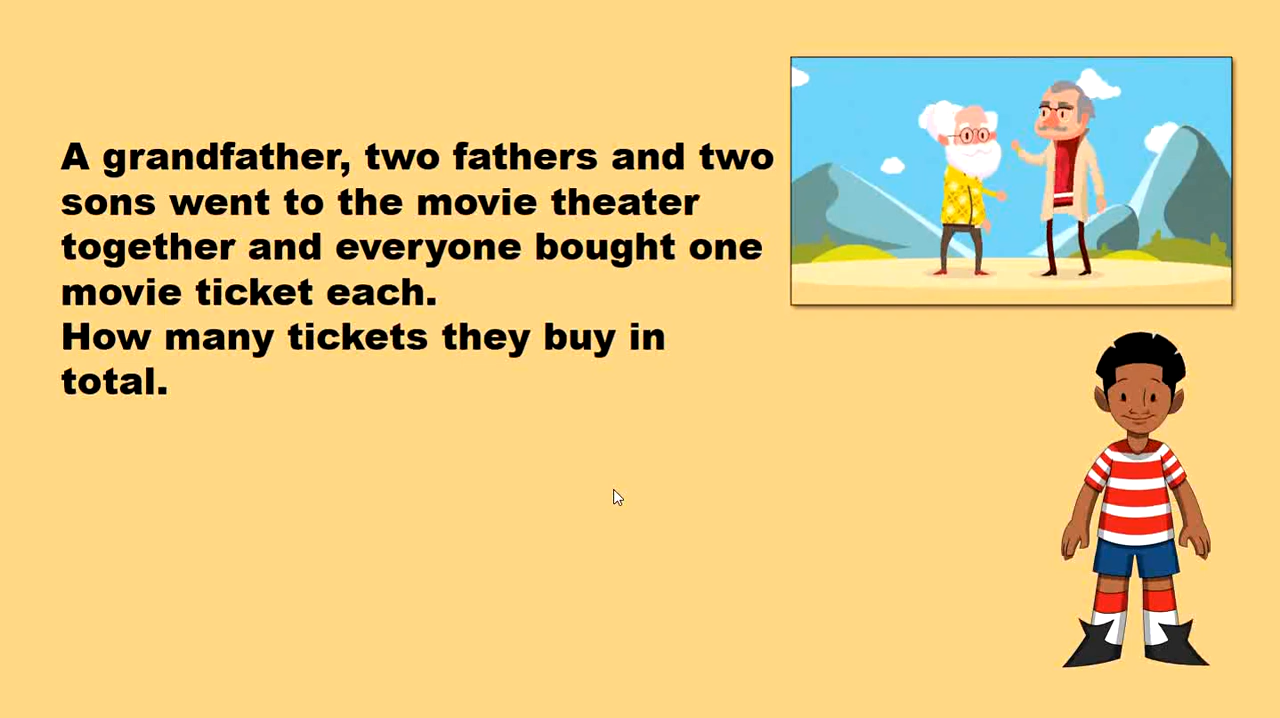 A grandfather, two fathers and two
sons went to the movie theater
together and everyone bought one
movie ticket each.
How many tickets they buy in
total.